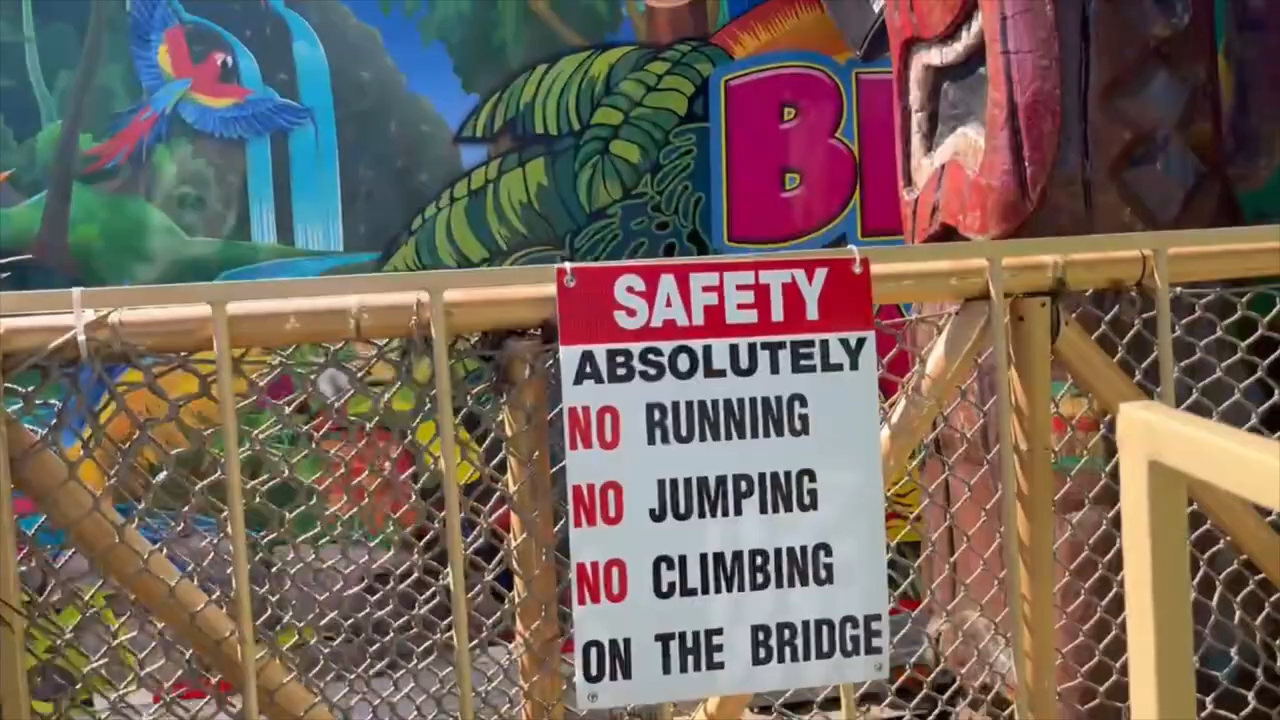 SAFETY
ABSOLUTELY
NO RUNNING
NO JUMPING
NO CLIMBING
ON THE BRIDGE